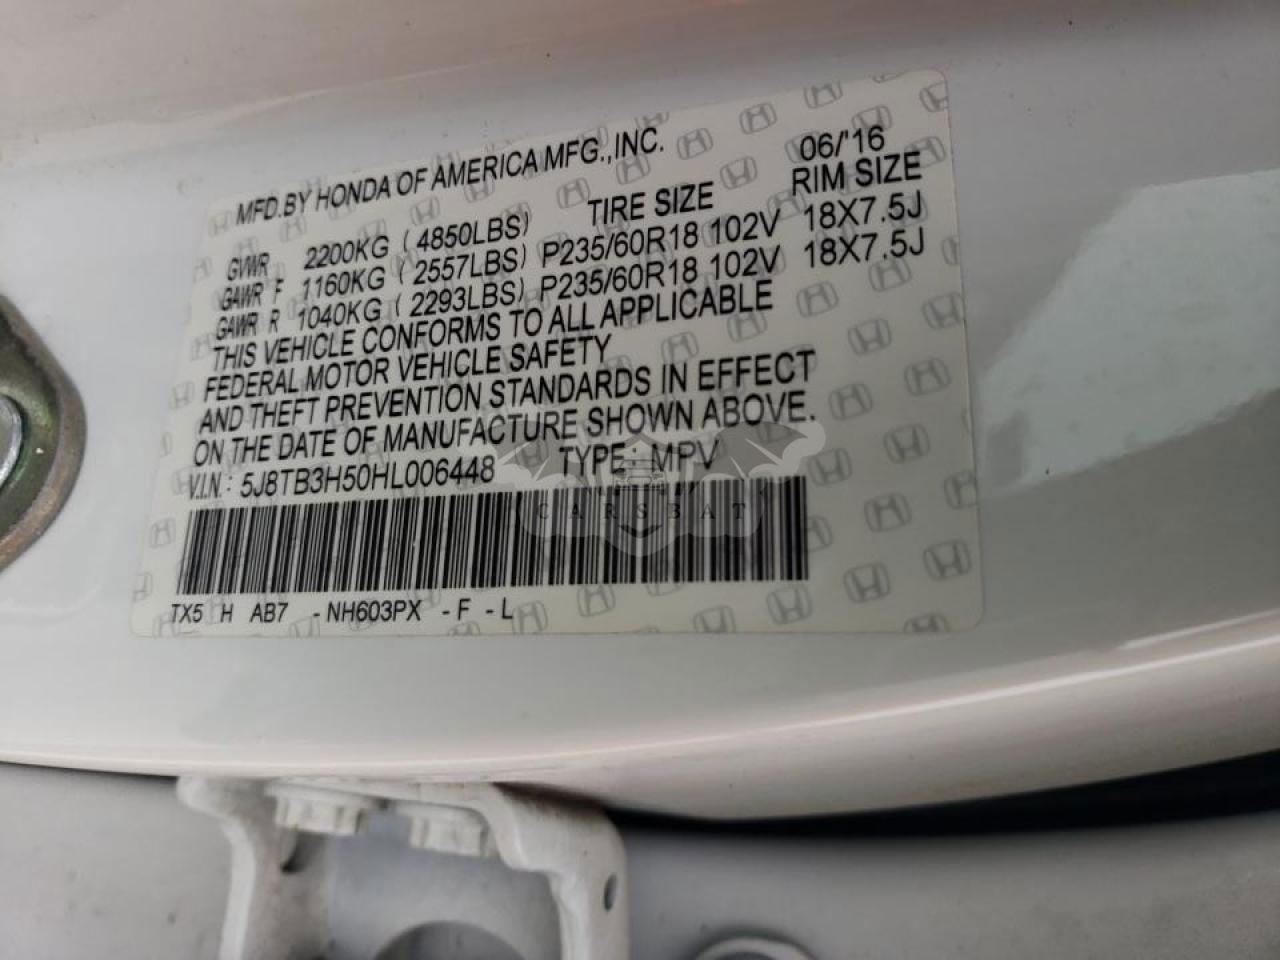 MFD.BY HONDA OF AMERICA MFG.,INC. 06/'16
TIRE SIZE RIM SIZE
GVWR 2200KG (4850LBS)
GAWR F 1160KG (2557LBS) P235/60R18 102V 18X7.5J
GAWR R 1040KG (2293LBS) P235/60R18 102V 18X7.5J
THIS VEHICLE CONFORMS TO ALL APPLICABLE
FEDERAL MOTOR VEHICLE SAFETY
AND THEFT PREVENTION STANDARDS IN EFFECT
ON THE DATE OF MANUFACTURE SHOWN ABOVE.
V.I.N.: 5J8TB3H50HL006448 TYPE: MPV
CARSBAT
TX5 H AB7 -NH603PX -F -L